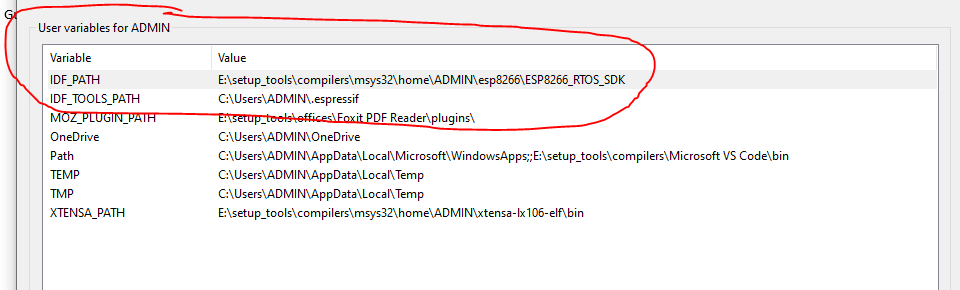 Gu
User variables for ADMIN
Variable Value
IDF_PATH E:\setup_tools\compilers\msys32\home\ADMIN\esp8266\ESP8266_RTOS_SDK
IDF_TOOLS_PATH C:\Users\ADMIN\.espressif
MOZ_PLUGIN_PATH E:\setup_tools\offices\Foxit PDF Reader\plugins\
OneDrive C:\Users\ADMIN\OneDrive
Path C:\Users\ADMIN\AppData\Local\Microsoft\WindowsApps;;E:\setup_tools\compilers\Microsoft VS Code\bin
TEMP C:\Users\ADMIN\AppData\Local\Temp
TMP C:\Users\ADMIN\AppData\Local\Temp
XTENSA_PATH E:\setup_tools\compilers\msys32\home\ADMIN\xtensa-lx106-elf\bin